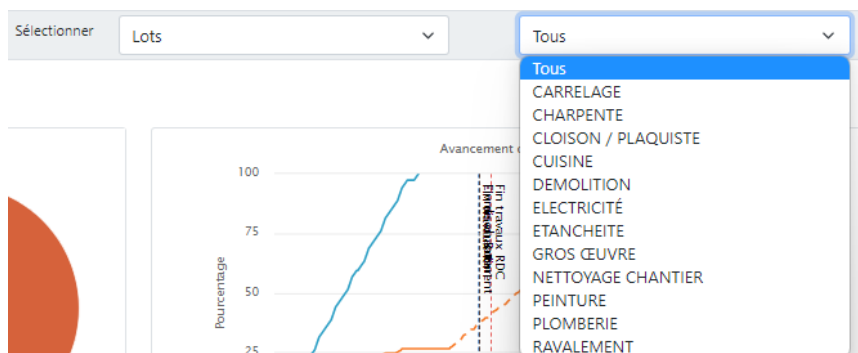 Sélectionner
Lots
Tous
Tous
CARRELAGE
CHARPENTE
CLOISON / PLAQUISTE
CUISINE
DEMOLITION
ELECTRICITÉ
ETANCHEITE
GROS ŒUVRE
NETTOYAGE CHANTIER
PEINTURE
PLOMBERIE
RAVALEMENT
Avancement
100
75
50
25
Pourcentage
Fin travaux RDC